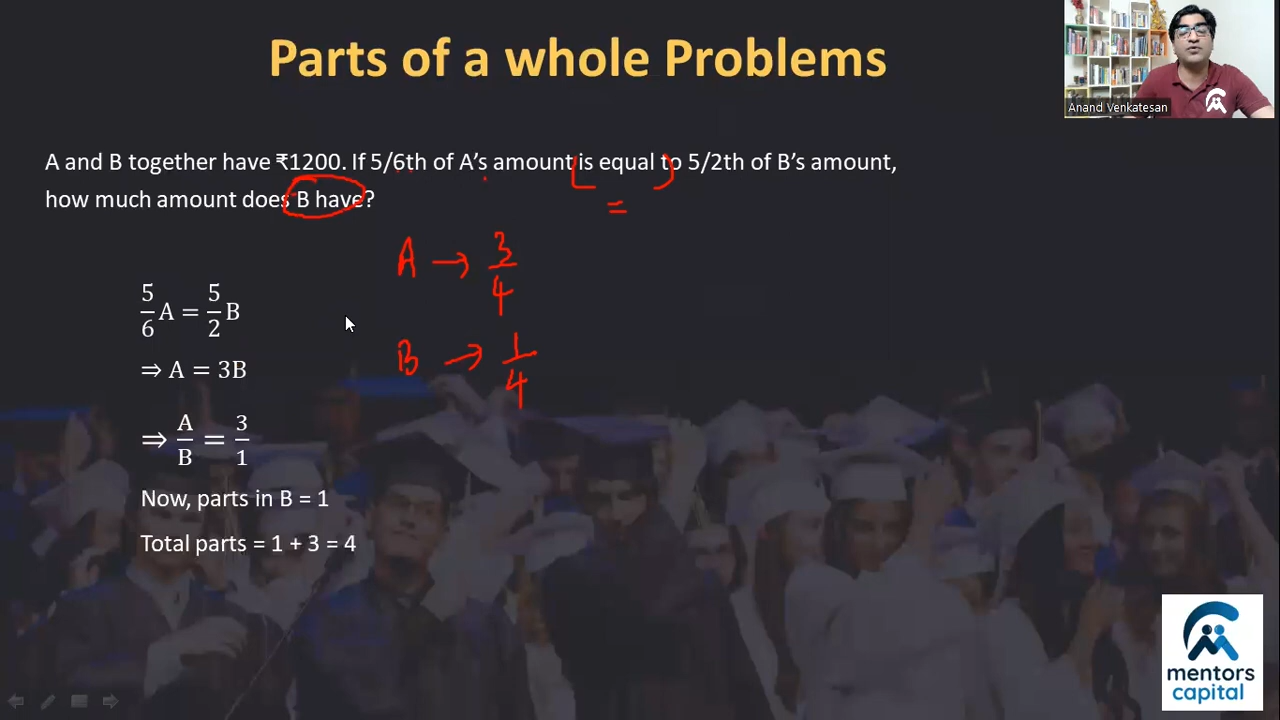 Parts of a whole Problems
Anand Venkatesan
A and B together have ₹1200. If 5/6th of A’s amount is equal to 5/2th of B’s amount,
how much amount does B have?
=
A → 3/4
B → 1/4
5/6 A = 5/2 B
⇒ A = 3B
⇒ A/B = 3/1
Now, parts in B = 1
Total parts = 1 + 3 = 4
mentors
capital